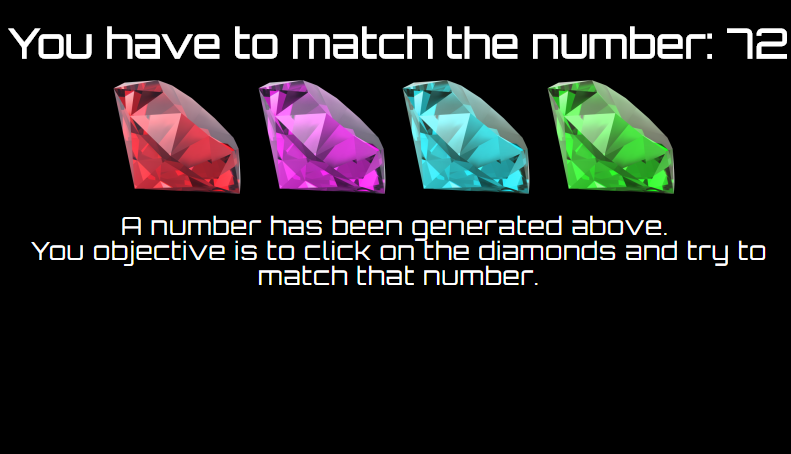 You have to match the number: 72
A number has been generated above.
You objective is to click on the diamonds and try to
match that number.